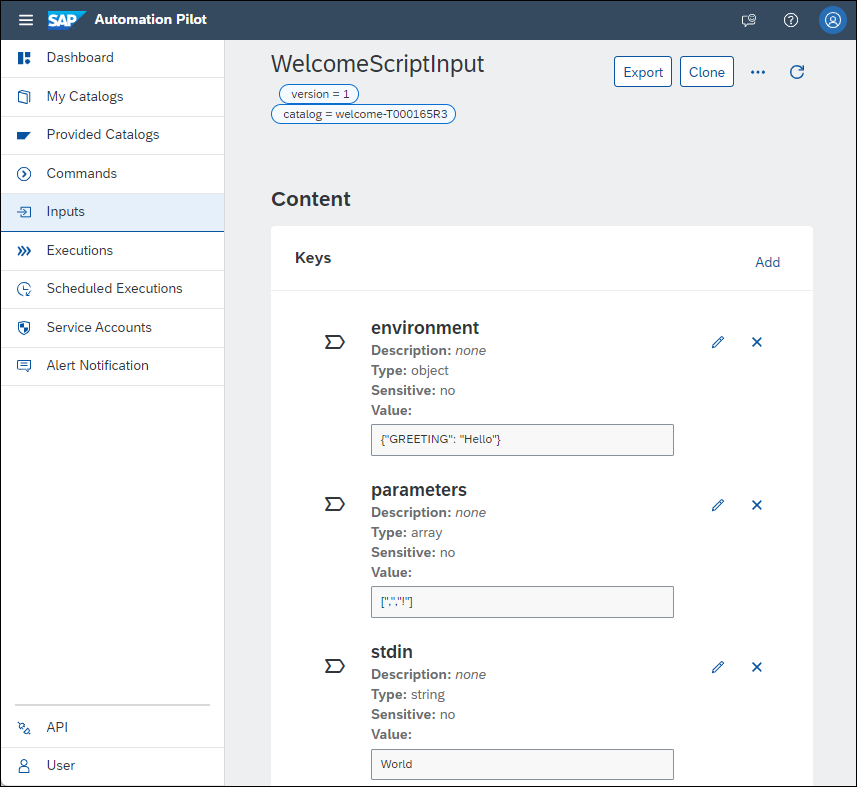 SAP Automation Pilot
Dashboard
My Catalogs
Provided Catalogs
Commands
Inputs
Executions
Scheduled Executions
Service Accounts
Alert Notification
API
User
WelcomeScriptInput
Export
Clone
version = 1
catalog = welcome-T000165R3
Content
Keys
Add
environment
Description: none
Type: object
Sensitive: no
Value:
{"GREETING": "Hello"}
parameters
Description: none
Type: array
Sensitive: no
Value:
[",","!"]
stdin
Description: none
Type: string
Sensitive: no
Value:
World